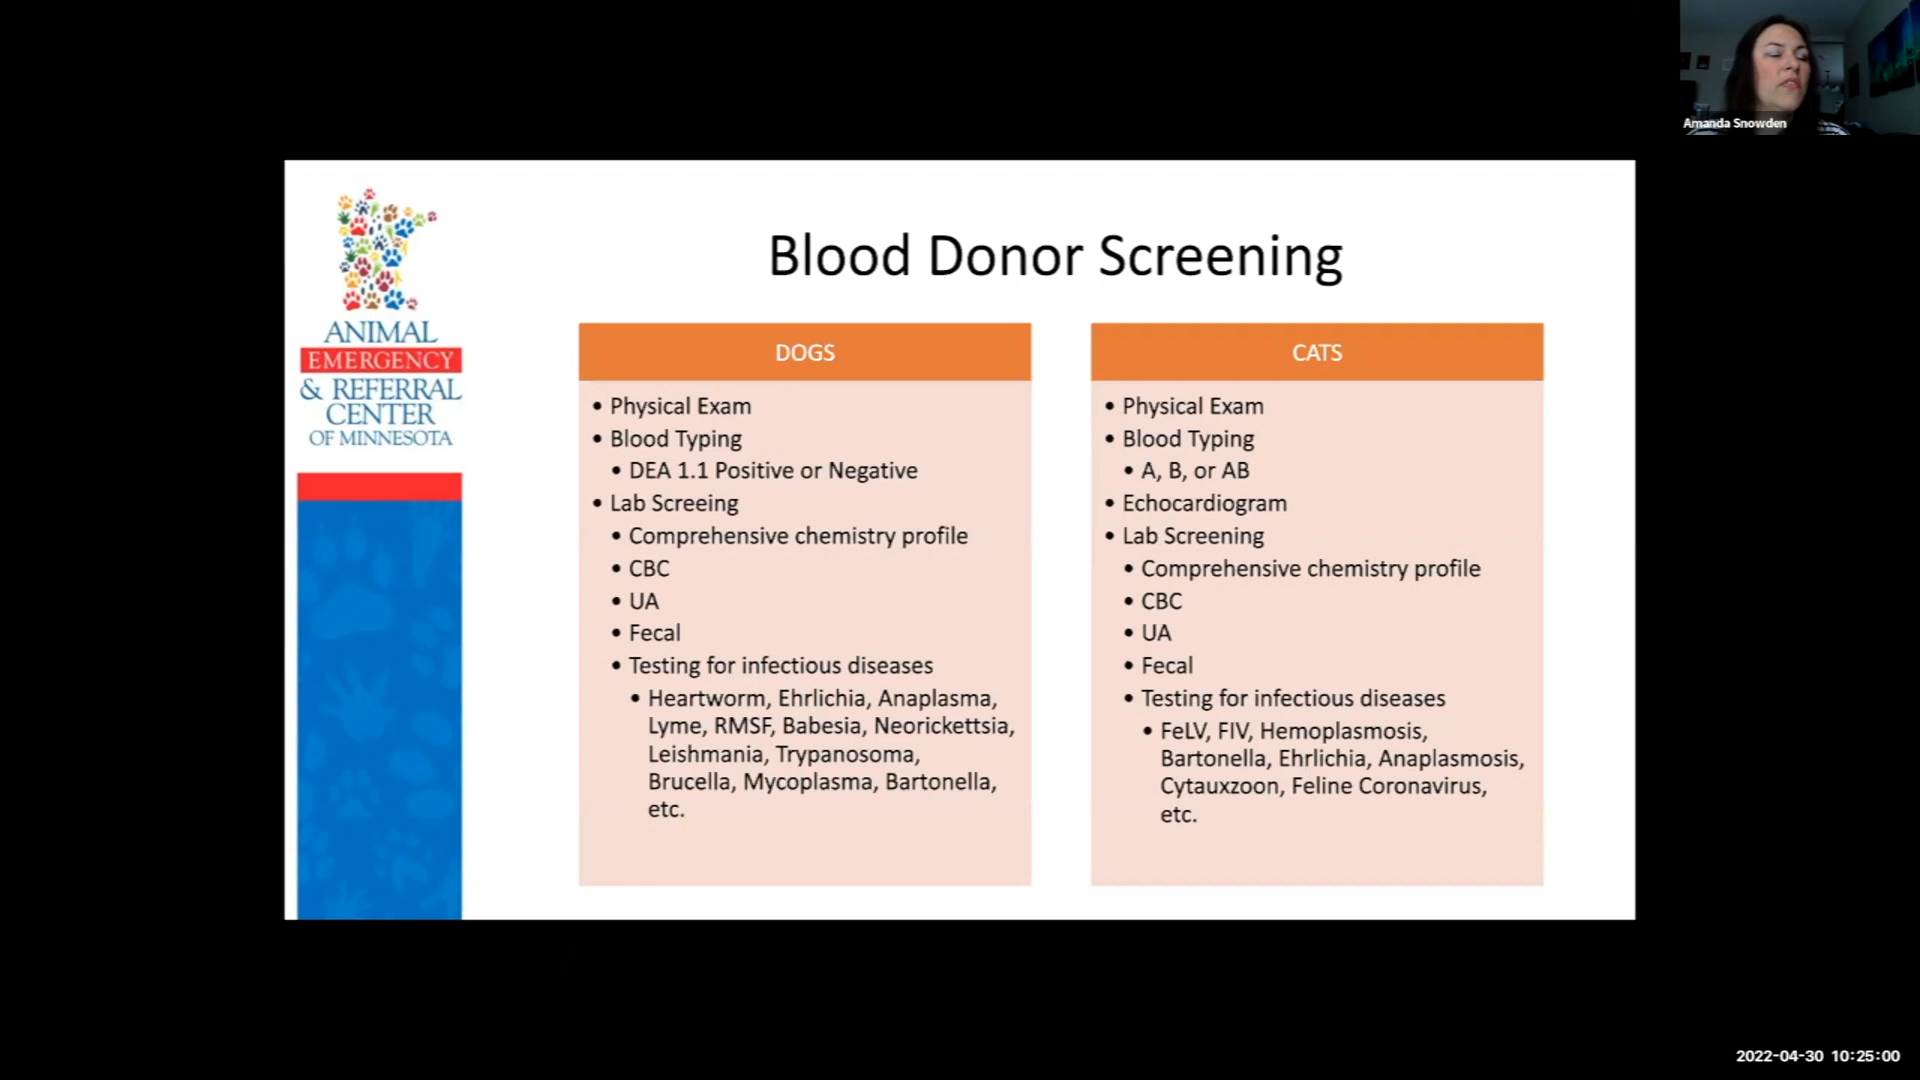 Amanda Snowden
ANIMAL
EMERGENCY
& REFERRAL
CENTER
OF MINNESOTA
Blood Donor Screening
DOGS
• Physical Exam
• Blood Typing
• DEA 1.1 Positive or Negative
• Lab Screeing
• Comprehensive chemistry profile
• CBC
• UA
• Fecal
• Testing for infectious diseases
• Heartworm, Ehrlichia, Anaplasma,
Lyme, RMSF, Babesia, Neorickettsia,
Leishmania, Trypanosoma,
Brucella, Mycoplasma, Bartonella,
etc.
CATS
• Physical Exam
• Blood Typing
• A, B, or AB
• Echocardiogram
• Lab Screening
• Comprehensive chemistry profile
• CBC
• UA
• Fecal
• Testing for infectious diseases
• FeLV, FIV, Hemoplasmosis,
Bartonella, Ehrlichia, Anaplasmosis,
Cytauxzoon, Feline Coronavirus,
etc.
2022-04-30 10:25:00